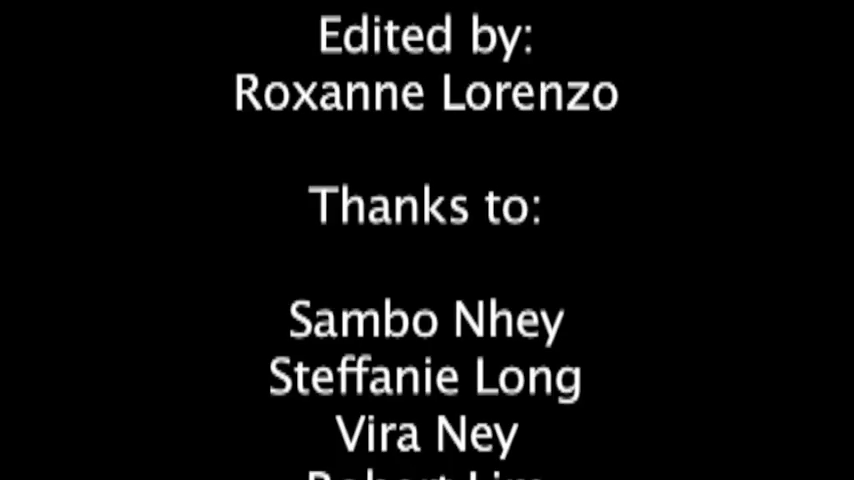 Edited by:
Roxanne Lorenzo
Thanks to:
Sambo Nhey
Steffanie Long
Vira Ney